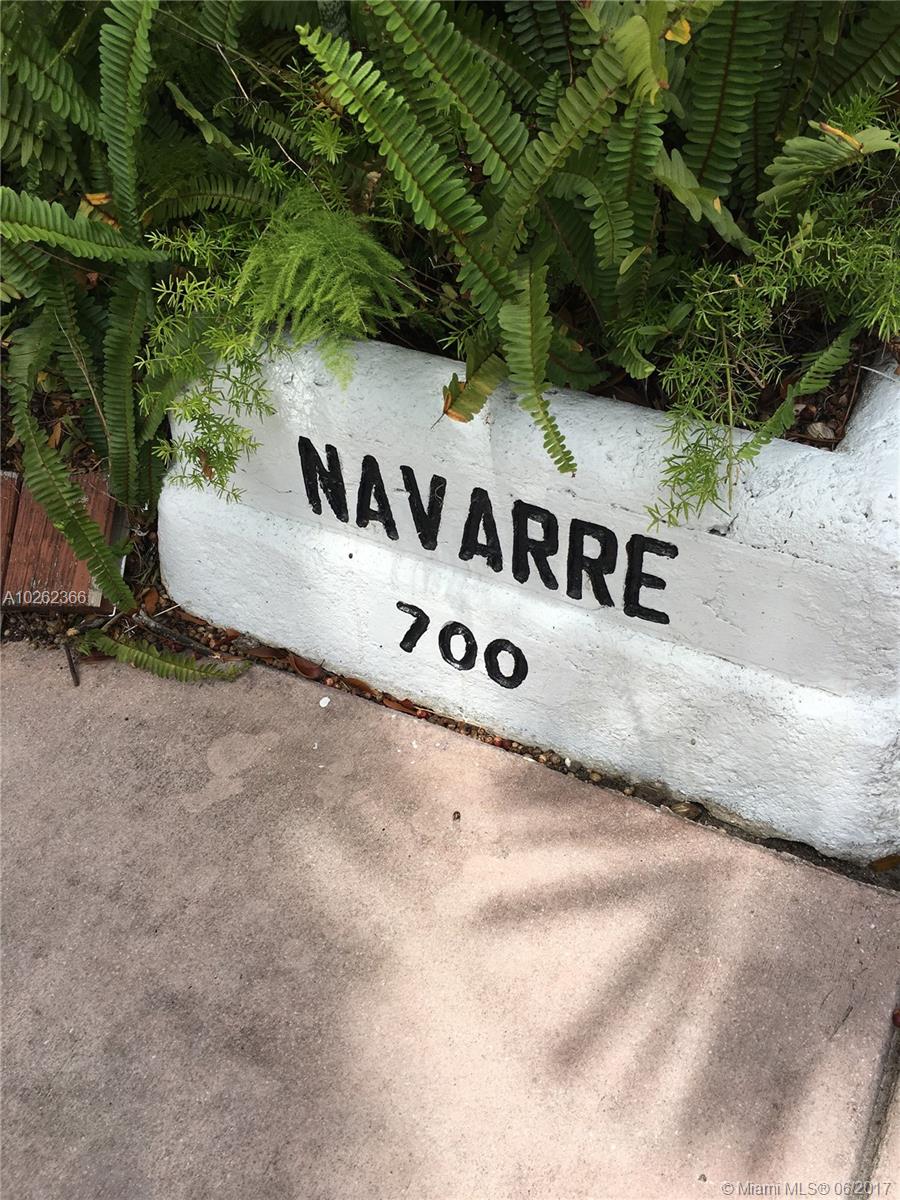 NAVARRE
700
A10262366
© Miami MLS® 06/2017